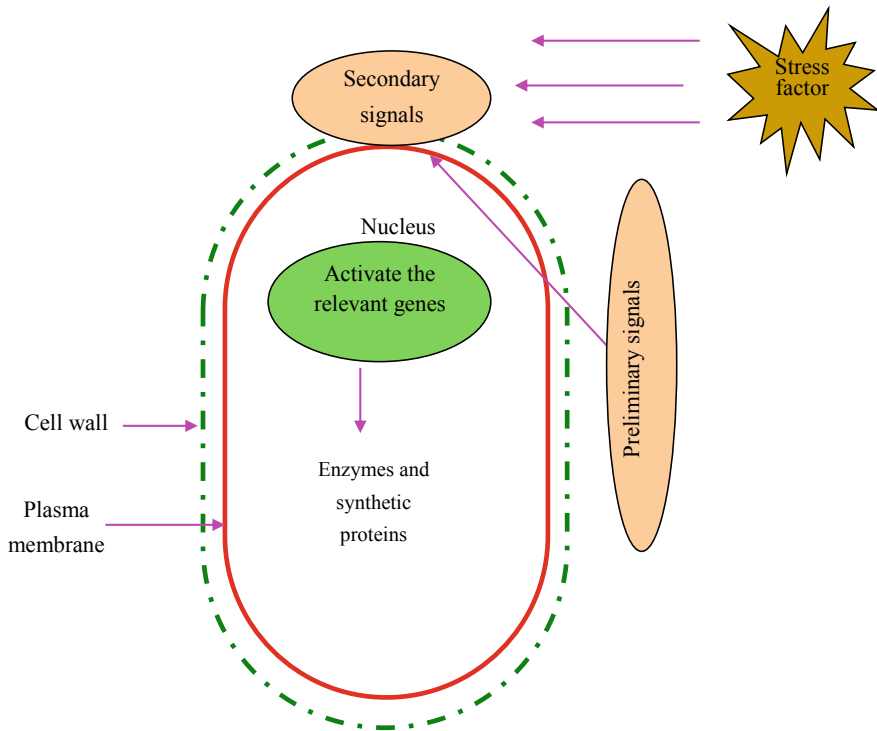 Secondary
signals
Stress
factor
Nucleus
Activate the
relevant genes
Preliminary signals
Cell wall
Enzymes and
synthetic
proteins
Plasma
membrane